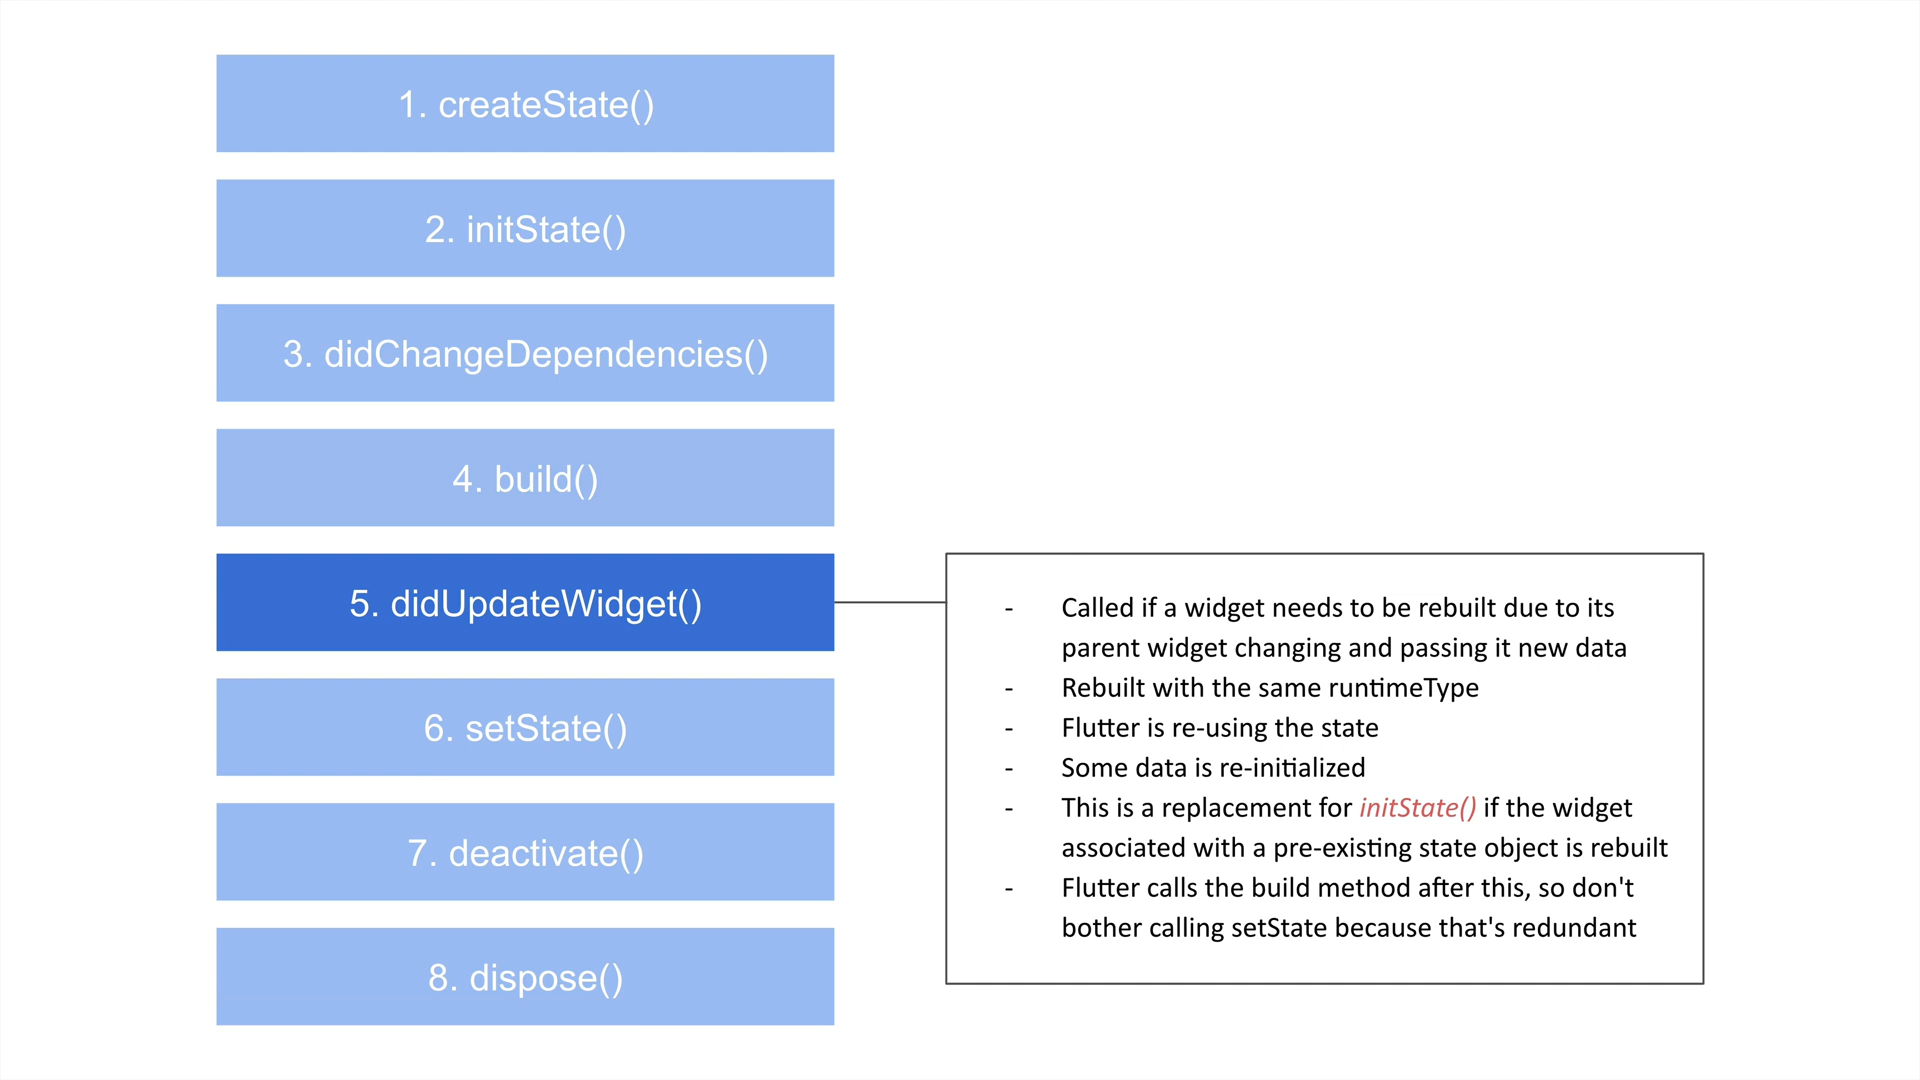 1. createState()
2. initState()
3. didChangeDependencies()
4. build()
5. didUpdateWidget()
6. setState()
7. deactivate()
8. dispose()
- Called if a widget needs to be rebuilt due to its
parent widget changing and passing it new data
- Rebuilt with the same runtimeType
- Flutter is re-using the state
- Some data is re-initialized
- This is a replacement for initState() if the widget
associated with a pre-existing state object is rebuilt
- Flutter calls the build method after this, so don't
bother calling setState because that's redundant